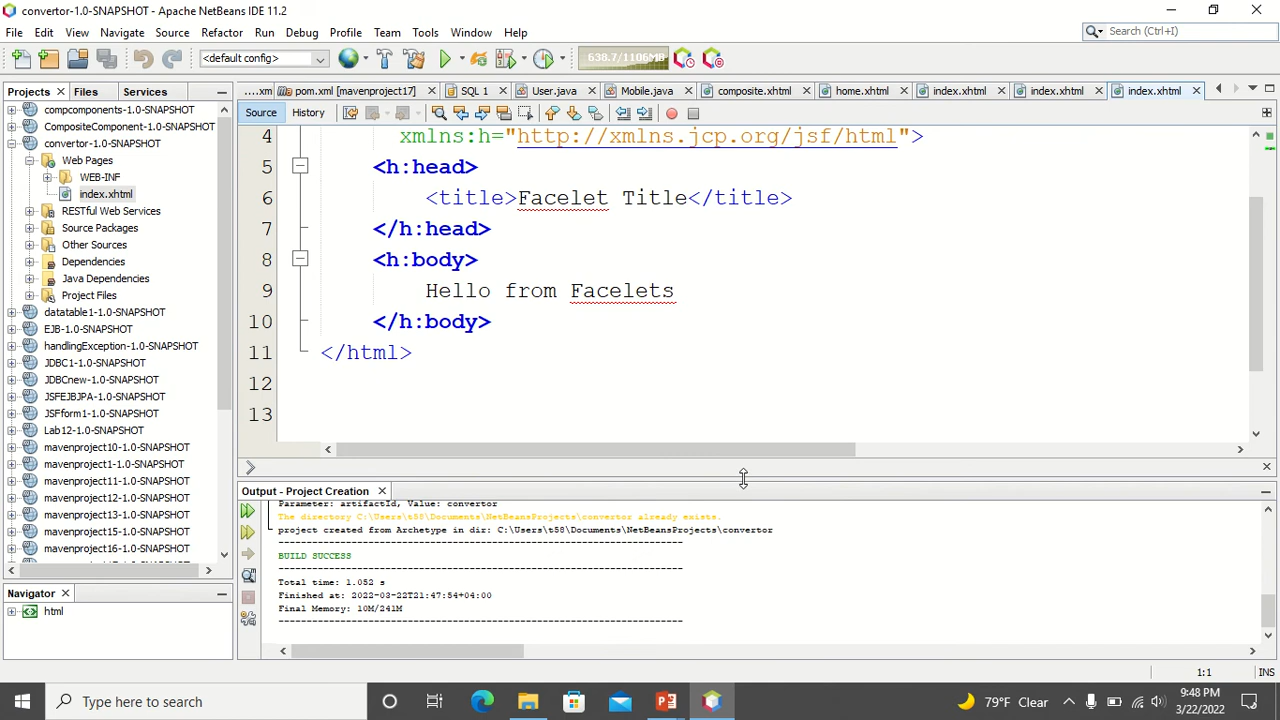 convertor-1.0-SNAPSHOT - Apache NetBeans IDE 11.2
File Edit View Navigate Source Refactor Run Debug Profile Team Tools Window Help
Search (Ctrl+I)
<default config>
638.7/1106MB
Projects Files Services
...xm pom.xml [mavenproject17] SQL 1 User.java Mobile.java composite.xhtml home.xhtml index.xhtml index.xhtml index.xhtml
Source History
compcomponents-1.0-SNAPSHOT
CompositeComponent-1.0-SNAPSHOT
convertor-1.0-SNAPSHOT
Web Pages
WEB-INF
index.xhtml
RESTful Web Services
Source Packages
Other Sources
Dependencies
Java Dependencies
Project Files
datatable1-1.0-SNAPSHOT
EJB-1.0-SNAPSHOT
handlingException-1.0-SNAPSHOT
JDBC1-1.0-SNAPSHOT
JDBCnew-1.0-SNAPSHOT
JSFEJBJPA-1.0-SNAPSHOT
JSFform1-1.0-SNAPSHOT
Lab12-1.0-SNAPSHOT
mavenproject10-1.0-SNAPSHOT
mavenproject1-1.0-SNAPSHOT
mavenproject11-1.0-SNAPSHOT
mavenproject12-1.0-SNAPSHOT
mavenproject13-1.0-SNAPSHOT
mavenproject15-1.0-SNAPSHOT
mavenproject16-1.0-SNAPSHOT
4 xmlns:h="http://xmlns.jcp.org/jsf/html">
5 <h:head>
6 <title>Facelet Title</title>
7 </h:head>
8 <h:body>
9 Hello from Facelets
10 </h:body>
11 </html>
12
13
Output - Project Creation
Parameter: artifactId, Value: convertor
The directory C:\Users\t58\Documents\NetBeansProjects\convertor already exists.
project created from Archetype in dir: C:\Users\t58\Documents\NetBeansProjects\convertor
------------------------------------------------------------------------
BUILD SUCCESS
------------------------------------------------------------------------
Total time: 1.052 s
Finished at: 2022-03-22T21:47:54+04:00
Final Memory: 10M/241M
------------------------------------------------------------------------
Navigator
html
1:1 INS
Type here to search
79°F Clear
9:48 PM
3/22/2022